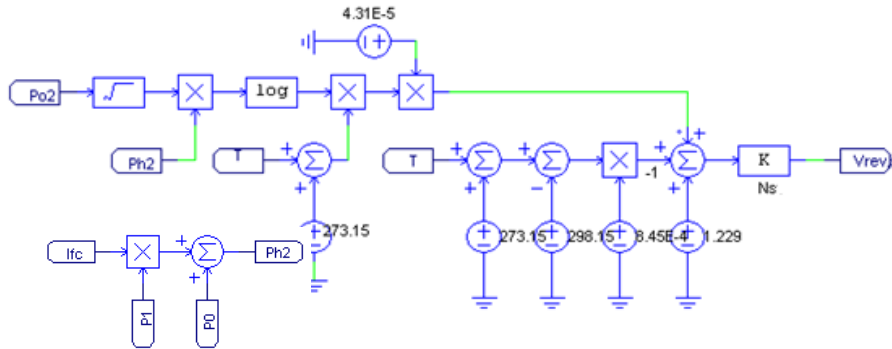 4.31E-5
Po2
log
Ph2
T
T
-1
K
Vrev
Ns
273.15
273.15
298.15
8.45E-4
1.229
Ifc
Ph2
P1
P0